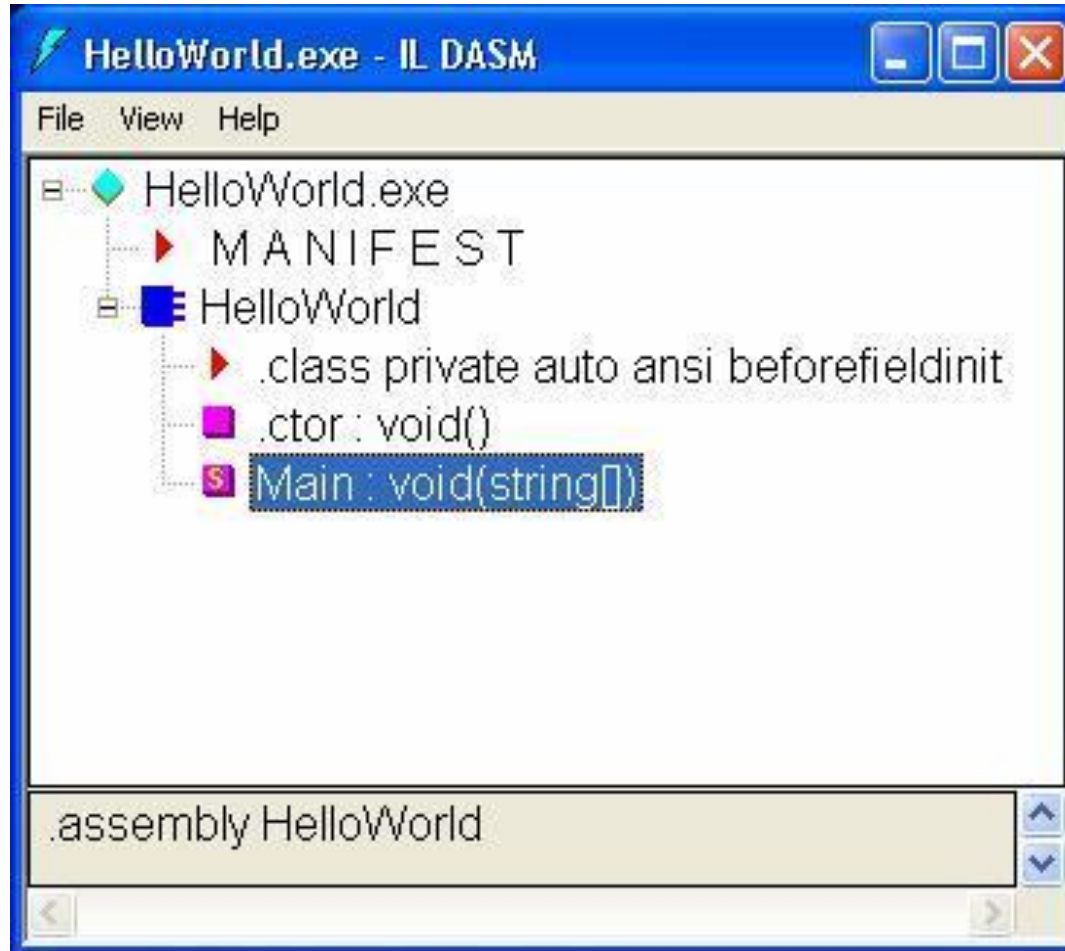 HelloWorld.exe - IL DASM
File View Help
HelloWorld.exe
M A N I F E S T
HelloWorld
.class private auto ansi beforefieldinit
.ctor : void()
S Main : void(string[])
.assembly HelloWorld